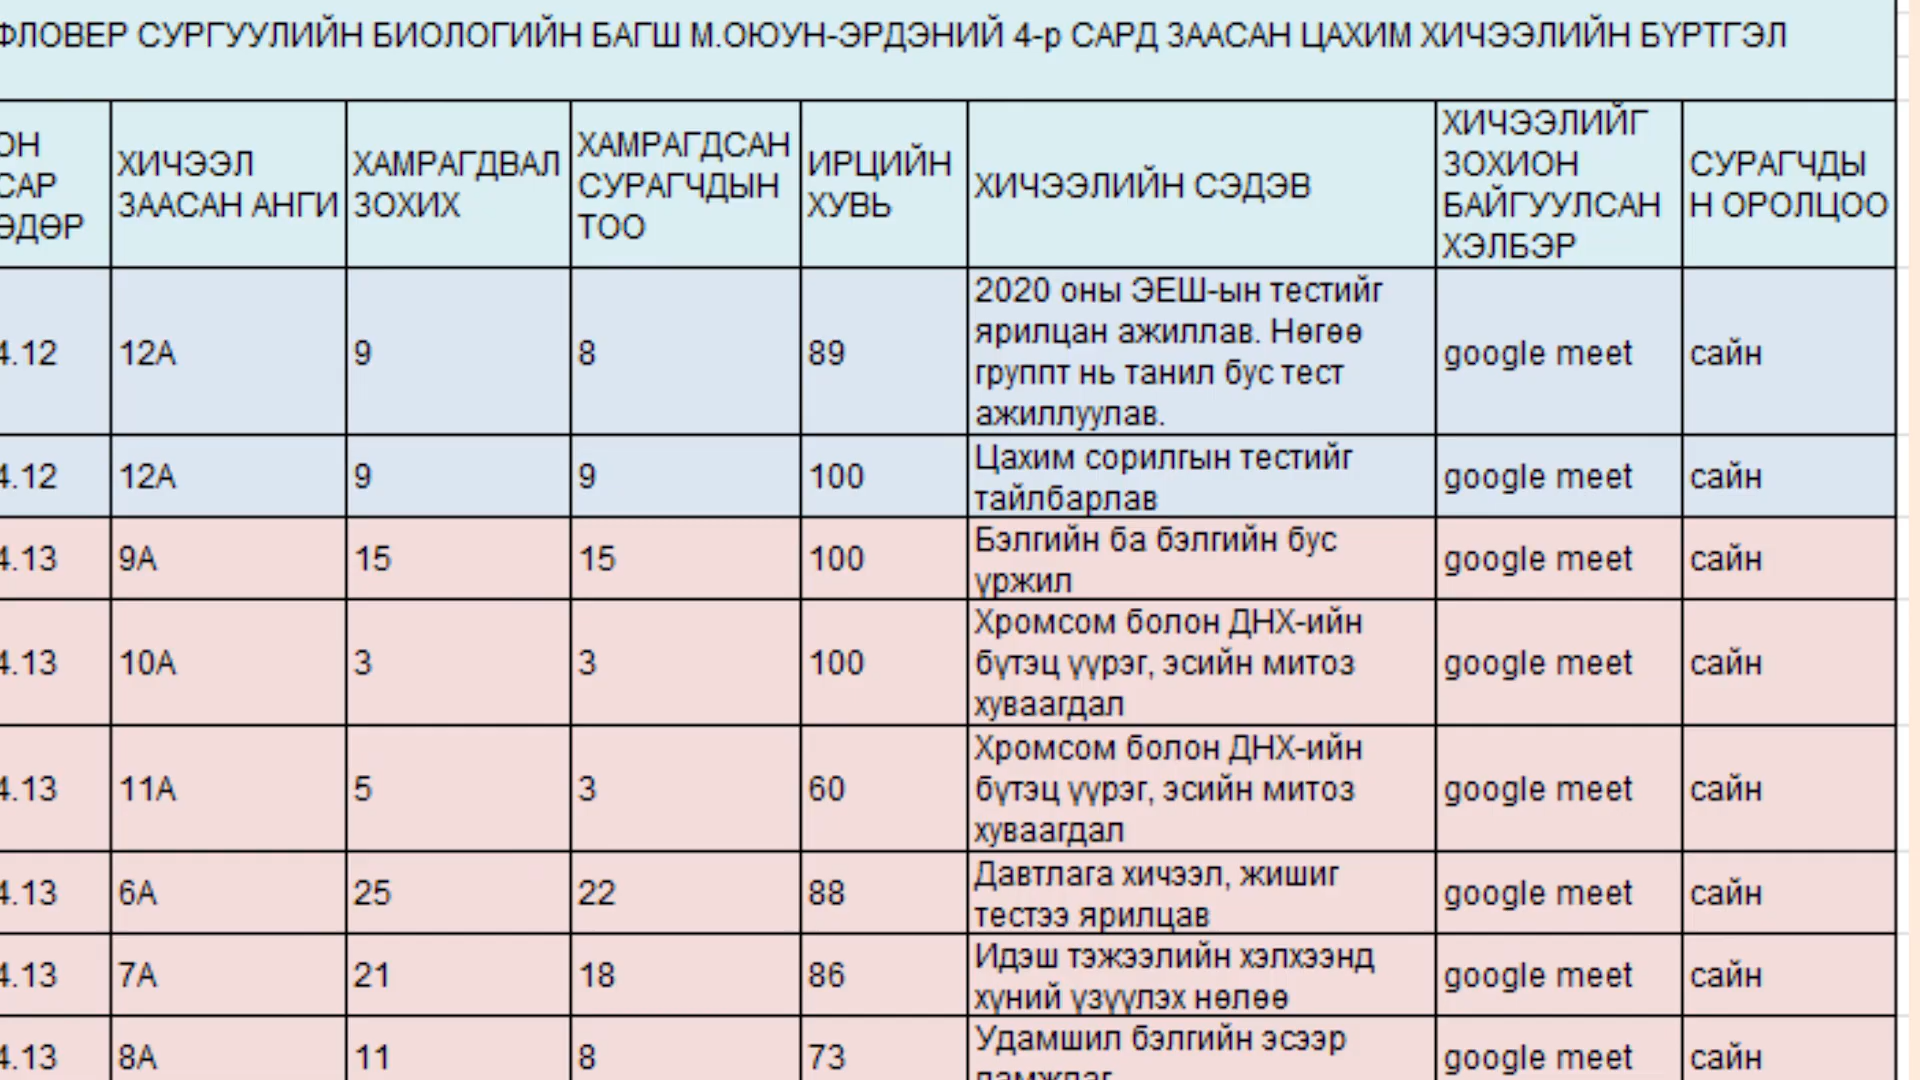 ФЛОВЕР СУРГУУЛИЙН БИОЛОГИЙН БАГШ М.ОЮУН-ЭРДЭНИЙ 4-р САРД ЗААСАН ЦАХИМ ХИЧЭЭЛИЙН БҮРТГЭЛ
ОН
САР
ӨДӨР
ХИЧЭЭЛ
ЗААСАН АНГИ
ХАМРАГДВАЛ
ЗОХИХ
ХАМРАГДСАН
СУРАГЧДЫН
ТОО
ИРЦИЙН
ХУВЬ
ХИЧЭЭЛИЙН СЭДЭВ
ХИЧЭЭЛИЙГ
ЗОХИОН
БАЙГУУЛСАН
ХЭЛБЭР
СУРАГЧДЫ
Н ОРОЛЦОО
4.12
12А
9
8
89
2020 оны ЭЕШ-ын тестийг
ярилцан ажиллав. Нөгөө
группт нь танил бус тест
ажиллуулав.
google meet
сайн
4.12
12А
9
9
100
Цахим сорилгын тестийг
тайлбарлав
google meet
сайн
4.13
9А
15
15
100
Бэлгийн ба бэлгийн бус
үржил
google meet
сайн
4.13
10А
3
3
100
Хромсом болон ДНХ-ийн
бүтэц үүрэг, эсийн митоз
хуваагдал
google meet
сайн
4.13
11А
5
3
60
Хромсом болон ДНХ-ийн
бүтэц үүрэг, эсийн митоз
хуваагдал
google meet
сайн
4.13
6А
25
22
88
Давтлага хичээл, жишиг
тестээ ярилцав
google meet
сайн
4.13
7А
21
18
86
Идэш тэжээлийн хэлхээнд
хүний үзүүлэх нөлөө
google meet
сайн
4.13
8А
11
8
73
Удамшил бэлгийн эсээр
google meet
сайн